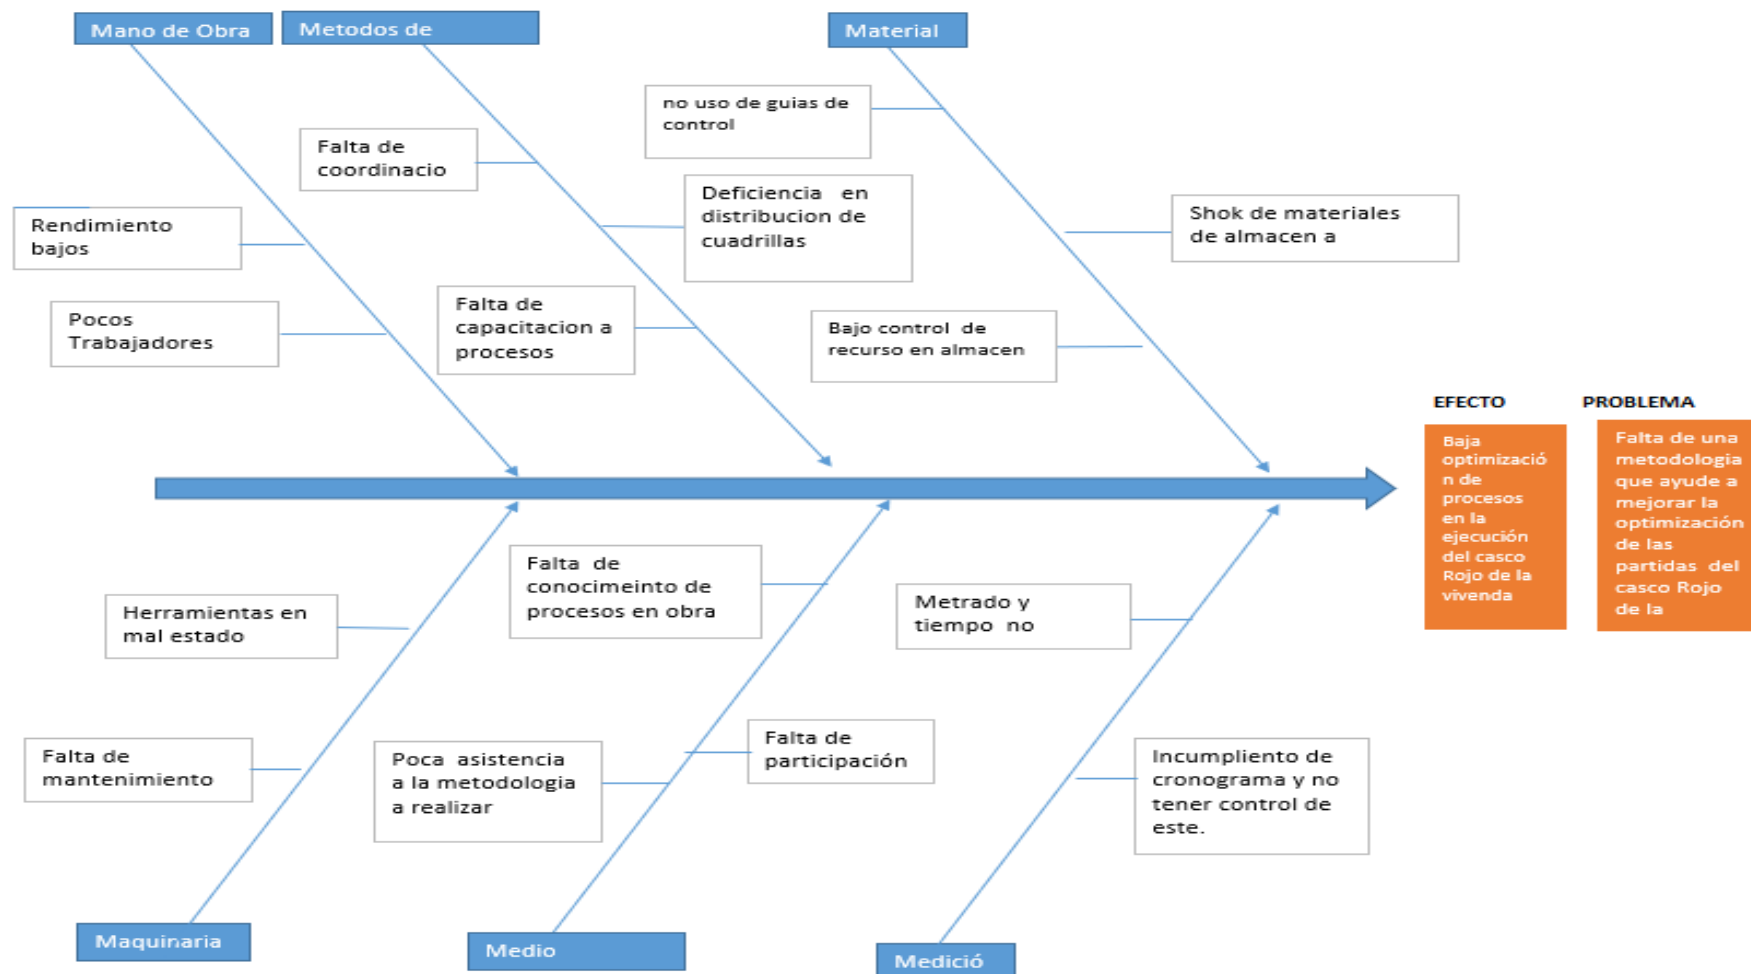 Mano de Obra
Metodos de
Material
no uso de guias de
control
Falta de
coordinacio
Deficiencia en
distribucion de
cuadrillas
Shok de materiales
de almacen a
Rendimiento
bajos
Pocos
Trabajadores
Falta de
capacitacion a
procesos
Bajo control de
recurso en almacen
EFECTO
PROBLEMA
Baja
optimizació
n de
procesos
en la
ejecución
del casco
Rojo de la
vivenda
Falta de una
metodologia
que ayude a
mejorar la
optimización
de las
partidas del
casco Rojo
de la
Falta de
conocimeinto de
procesos en obra
Herramientas en
mal estado
Metrado y
tiempo no
Falta de
mantenimiento
Poca asistencia
a la metodologia
a realizar
Falta de
participación
Incumpliento de
cronograma y no
tener control de
este.
Maquinaria
Medio
Medició